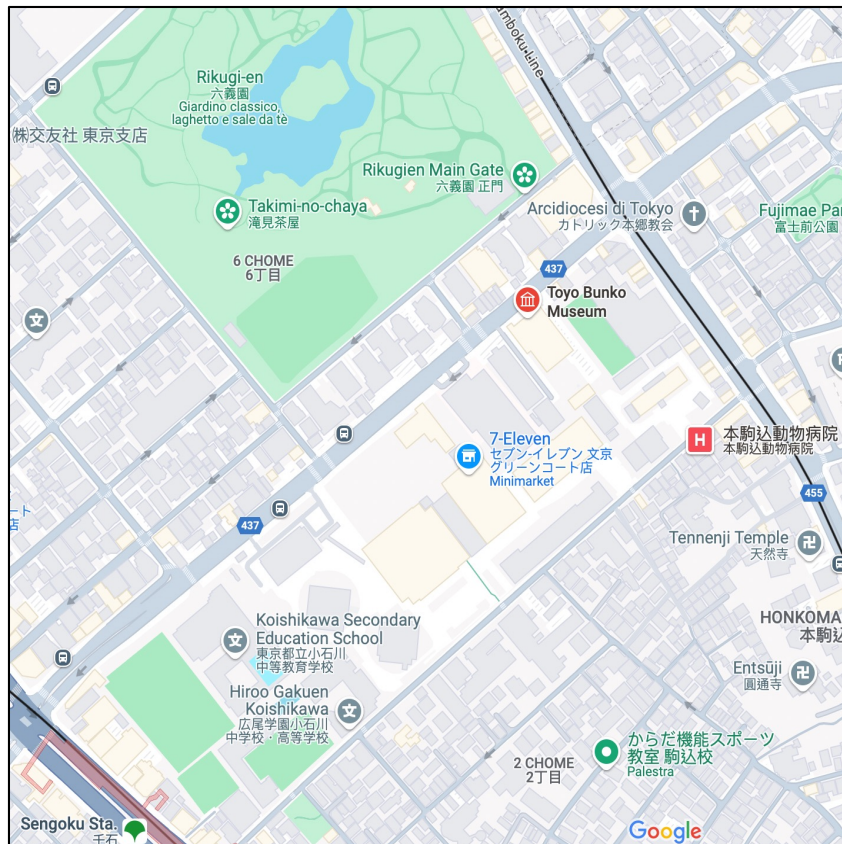 amboku Line
Rikugi-en
六義園
Giardino classico,
laghetto e sale da tè
㈱交友社 東京支店
Rikugien Main Gate
六義園 正門
Takimi-no-chaya
滝見茶屋
Arcidiocesi di Tokyo
カトリック本郷教会
Fujimae Par
富士前公園
6 CHOME
6丁目
437
Toyo Bunko
Museum
7-Eleven
セブン-イレブン 文京
グリーンコート店
Minimarket
H
本駒込動物病院
本駒込動物病院
455
ート
店
437
Tennenji Temple
天然寺
Koishikawa Secondary
Education School
東京都立小石川
中等教育学校
HONKOMA
本駒込
Entsūji
圓通寺
Hiroo Gakuen
Koishikawa
広尾学園小石川
中学校・高等学校
からだ機能スポーツ
教室 駒込校
Palestra
2 CHOME
2丁目
Sengoku Sta.
千石
Google